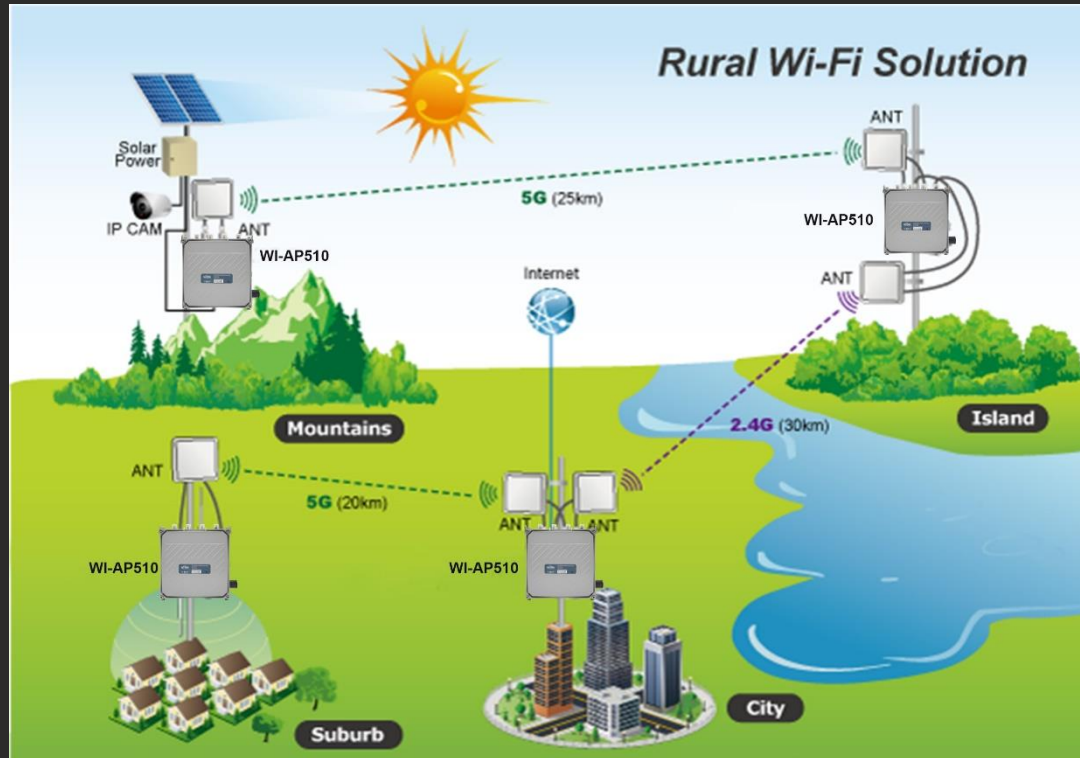 Rural Wi-Fi Solution
ANT
Solar
Power
5G (25km)
IP CAM
ANT
WI-AP510
WI-AP510
Internet
ANT
Mountains
Island
2.4G (30km)
ANT
5G (20km)
ANT
ANT
WI-AP510
WI-AP510
City
Suburb